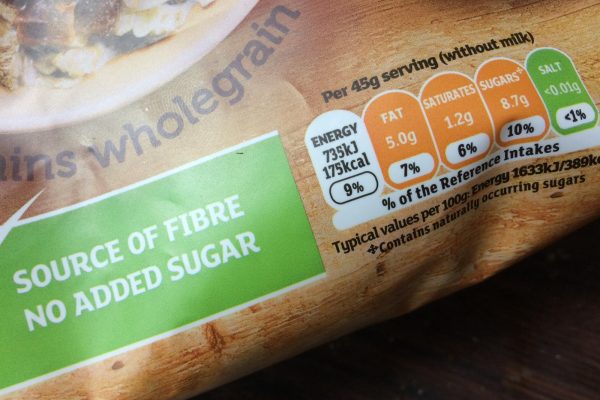 ains wholegrain
SOURCE OF FIBRE
NO ADDED SUGAR
Per 45g serving (without milk)
ENERGY
735kJ
175kcal
9%
FAT
5.0g
7%
SATURATES
1.2g
6%
SUGARS*
8.7g
10%
SALT
<0.01g
<1%
% of the Reference Intakes
Typical values per 100g: Energy 1633kJ/389kc
*Contains naturally occurring sugars